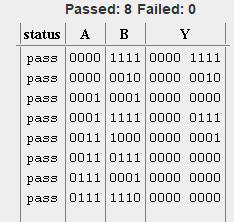 Passed: 8 Failed: 0
status A B Y
pass 0000 1111 0000 1111
pass 0000 0010 0000 0010
pass 0001 0001 0000 0000
pass 0001 1111 0000 0111
pass 0011 1000 0000 0001
pass 0111 0111 0000 0000
pass 0111 0001 0000 0000
pass 0111 1110 0000 0000